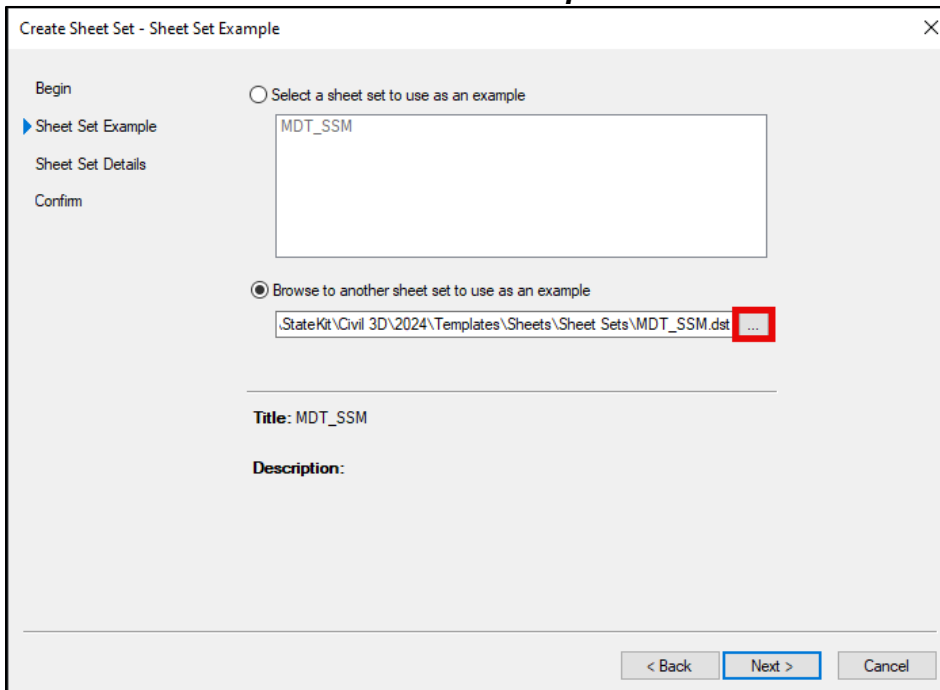 Create Sheet Set - Sheet Set Example
Begin
Select a sheet set to use as an example
Sheet Set Example
MDT_SSM
Sheet Set Details
Confirm
Browse to another sheet set to use as an example
.StateKit\Civil 3D\2024\Templates\Sheets\Sheet Sets\MDT_SSM.dst ...
Title: MDT_SSM
Description:
< Back Next > Cancel